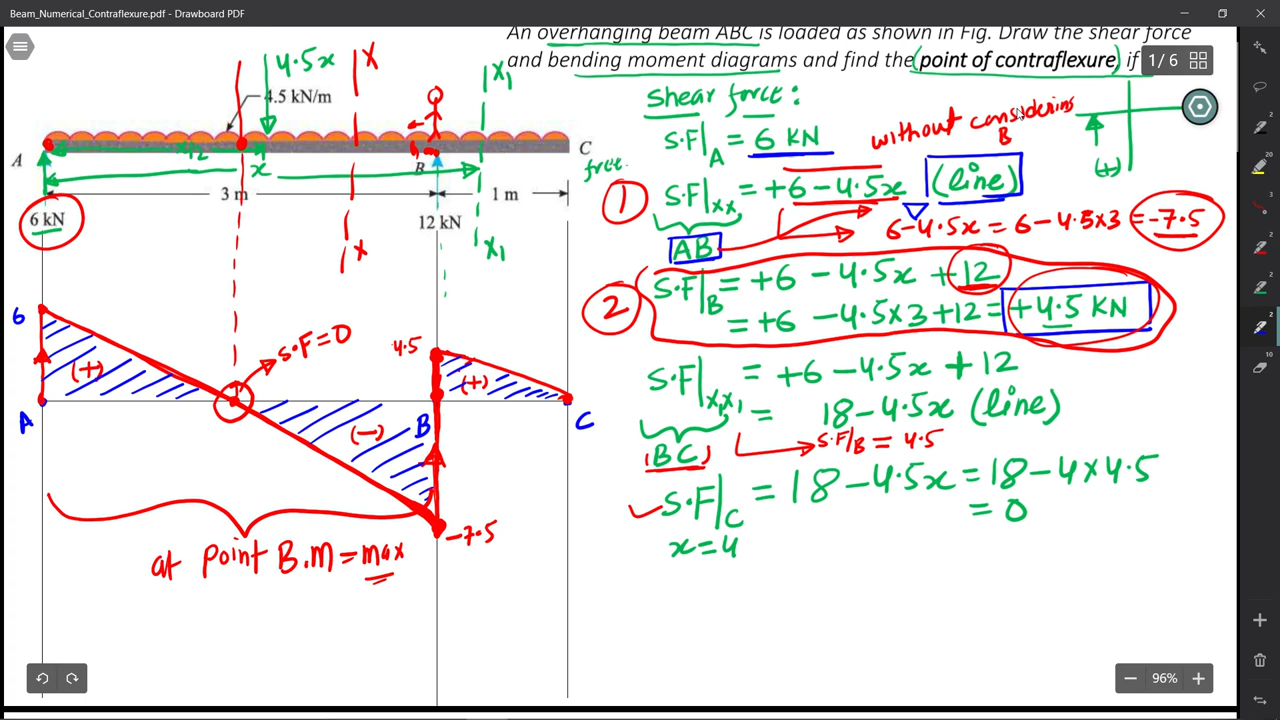 Beam_Numerical_Contraflexure.pdf - Drawboard PDF
An overhanging beam ABC is loaded as shown in Fig. Draw the shear force
and bending moment diagrams and find the (point of contraflexure) if
1/6
Shear force:
S.F|A = 6 KN
without considering B
(+)
1
S.F|xx = +6 - 4.5x (line)
AB
6-4.5x = 6-4.5x3 = -7.5
2
S.F|B = +6 - 4.5x + 12
= +6 - 4.5x3 + 12 = +4.5 KN
S.F|x1x1 = +6 - 4.5x + 12
= 18 - 4.5x (line)
(BC)
S.F/B = 4.5
S.F|C = 18 - 4.5x = 18 - 4x4.5
= 0
x=4
4.5x
X
X1
4.5 kN/m
A
x/2
x
B
C
free.
3 m
1 m
6 kN
12 kN
X
X1
6
S.F=0
4.5
(+)
(+)
(-)
A
B
C
-7.5
at point B.M = max
96%
10
20
10